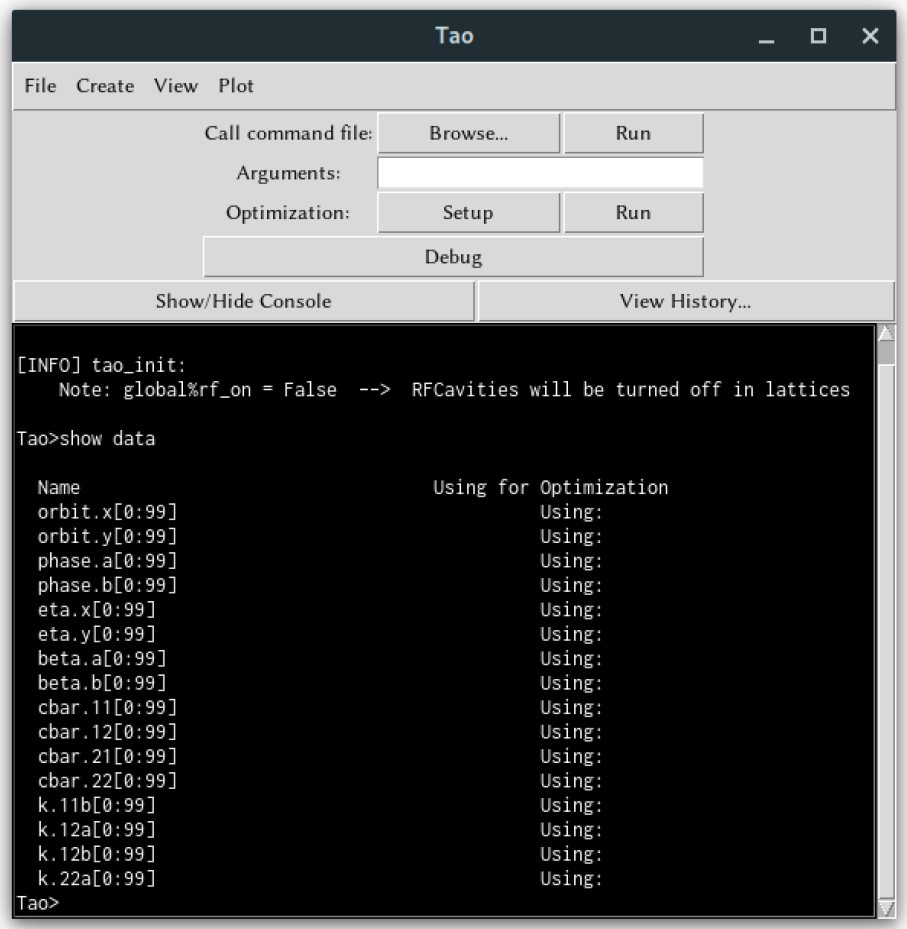 Tao
File Create View Plot
Call command file: Browse... Run
Arguments:
Optimization: Setup Run
Debug
Show/Hide Console View History...
[INFO] tao_init:
Note: global%rf_on = False --> RFCavities will be turned off in lattices
Tao>show data
Name Using for Optimization
orbit.x[0:99] Using:
orbit.y[0:99] Using:
phase.a[0:99] Using:
phase.b[0:99] Using:
eta.x[0:99] Using:
eta.y[0:99] Using:
beta.a[0:99] Using:
beta.b[0:99] Using:
cbar.11[0:99] Using:
cbar.12[0:99] Using:
cbar.21[0:99] Using:
cbar.22[0:99] Using:
k.11b[0:99] Using:
k.12a[0:99] Using:
k.12b[0:99] Using:
k.22a[0:99] Using:
Tao>